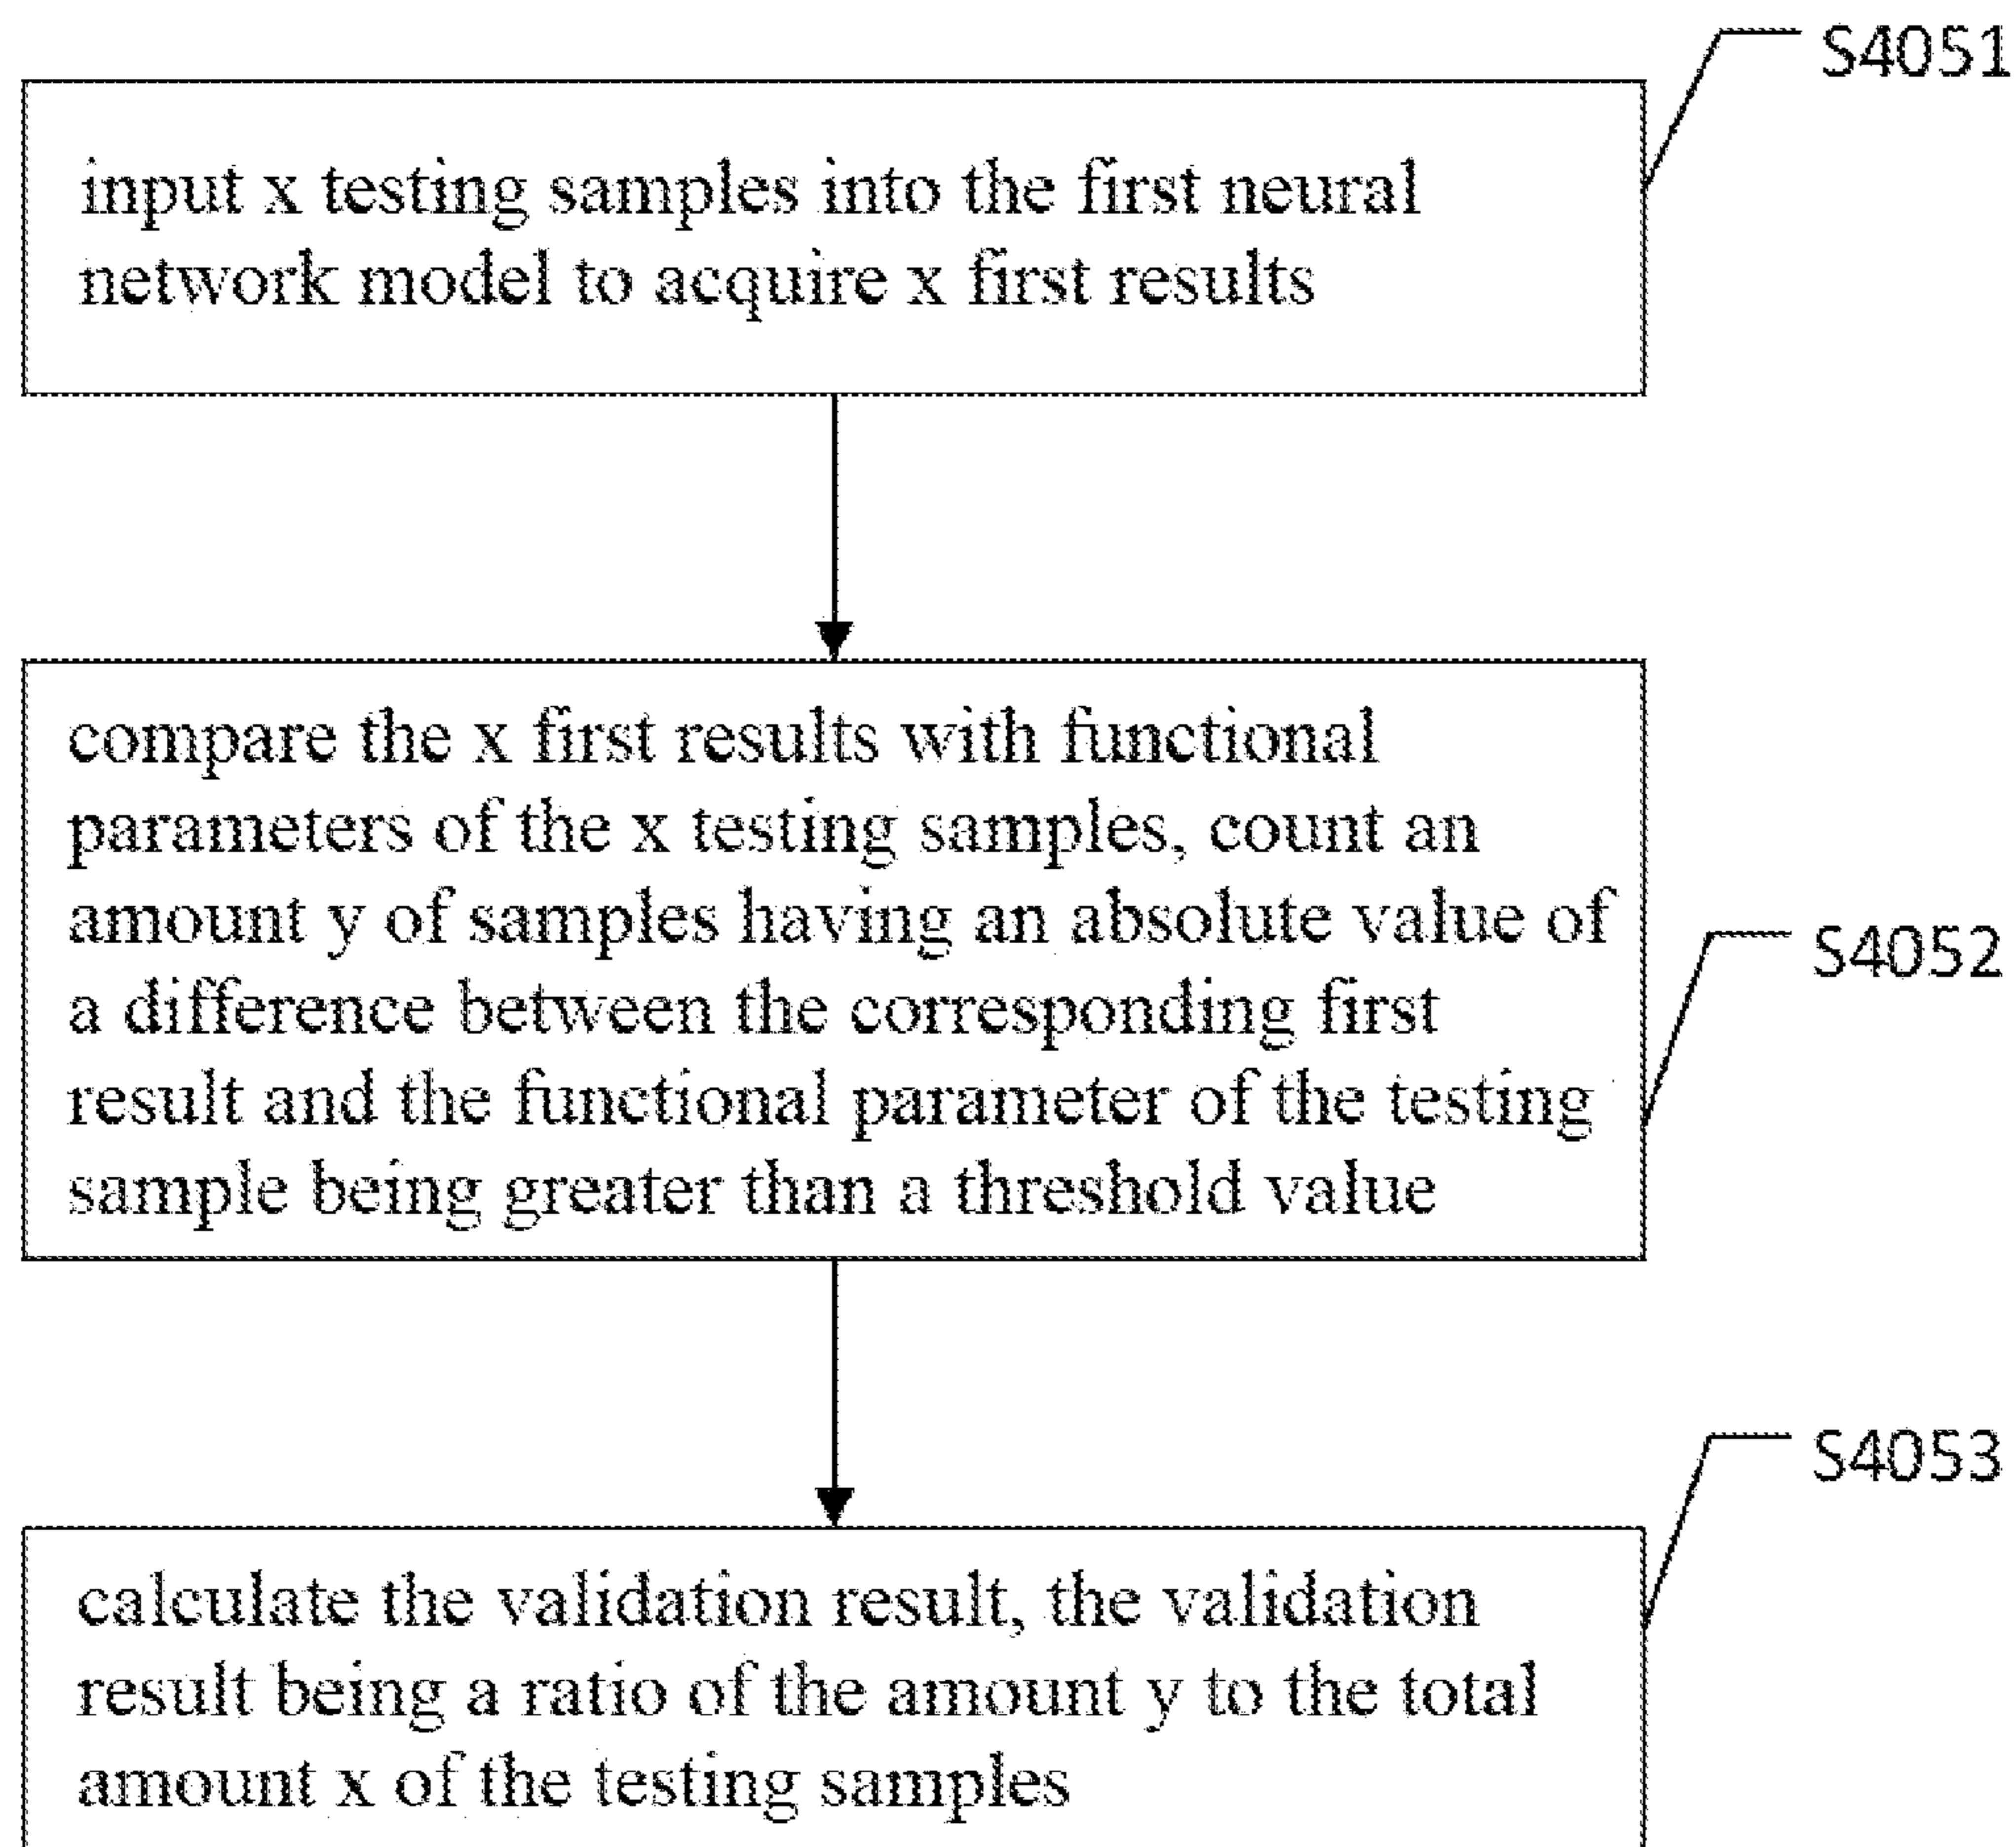 S4051
input x testing samples into the first neural
network model to acquire x first results
compare the x first results with functional
parameters of the x testing samples, count an
amount y of samples having an absolute value of
a difference between the corresponding first
result and the functional parameter of the testing
sample being greater than a threshold value
S4052
S4053
calculate the validation result, the validation
result being a ratio of the amount y to the total
amount x of the testing samples